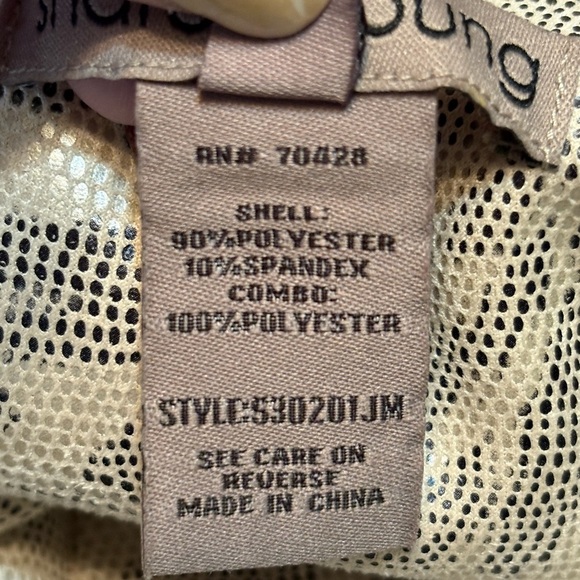 RN# 70428
SHELL:
90%POLYESTER
10%SPANDEX
COMBO:
100%POLYESTER
STYLE:S30201JM
SEE CARE ON
REVERSE
MADE IN CHINA